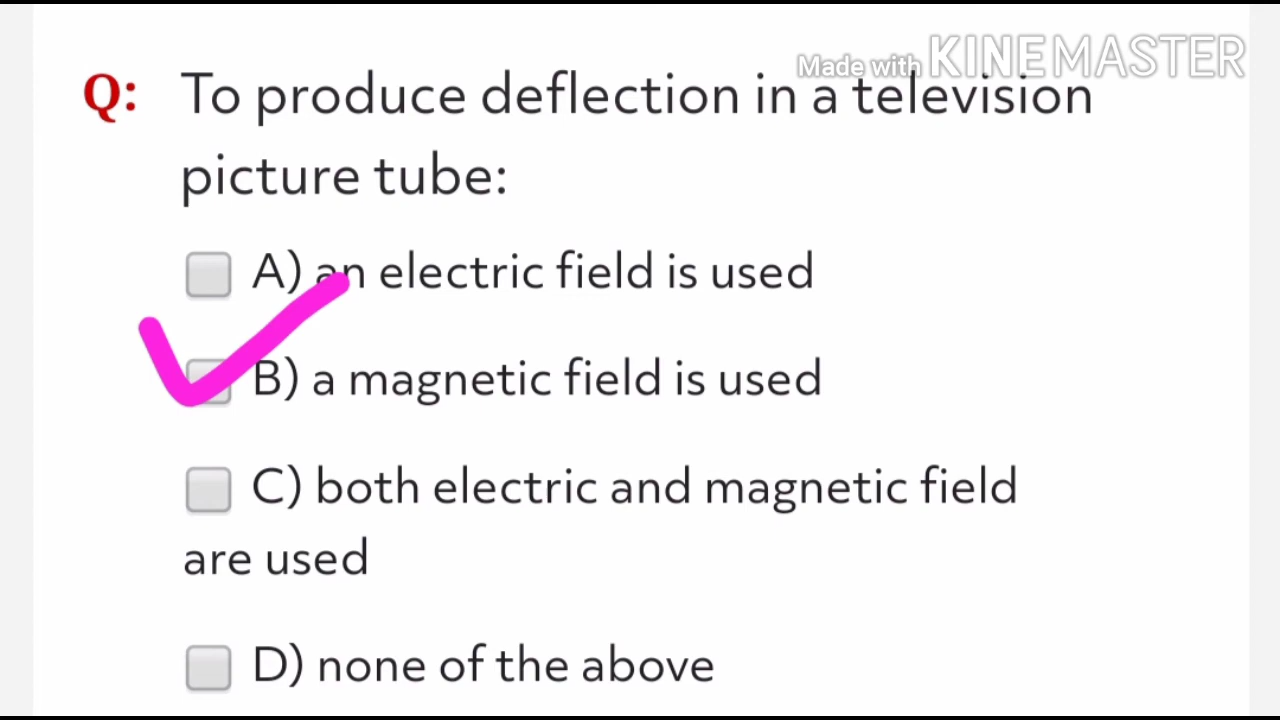 Made with KINEMASTER
Q: To produce deflection in a television
picture tube:
A) an electric field is used
B) a magnetic field is used
C) both electric and magnetic field
are used
D) none of the above